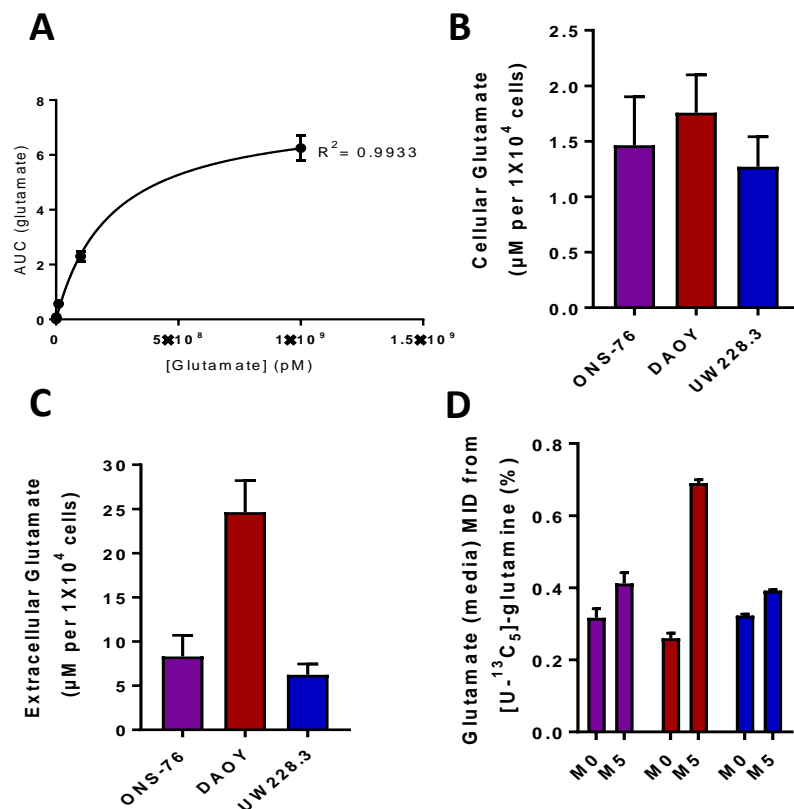 A
8
6
4
2
0
AUC (glutamate)
R²= 0.9933
0
5✖10⁸
1✖10⁹
1.5✖10⁹
[Glutamate] (pM)
B
Cellular Glutamate
(µM per 1X10⁴ cells)
2.5
2.0
1.5
1.0
0.5
0.0
ONS-76
DAOY
UW228.3
C
Extracellular Glutamate
(µM per 1X10⁴ cells)
30
25
20
15
10
5
0
ONS-76
DAOY
UW228.3
D
Glutamate (media) MID from
[U-¹³C₅]-glutamine (%)
0.8
0.6
0.4
0.2
0.0
M0
M5
M0
M5
M0
M5